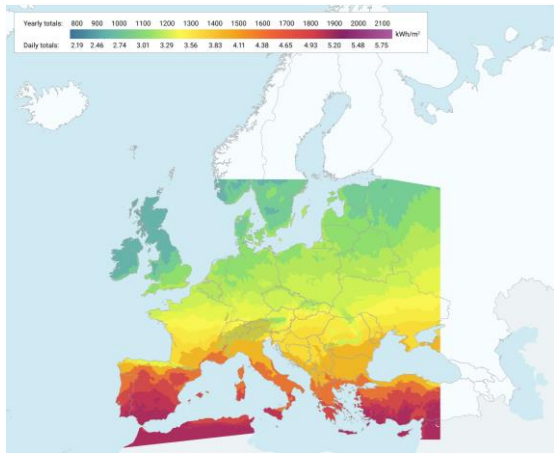 Yearly totals: 800 900 1000 1100 1200 1300 1400 1500 1600 1700 1800 1900 2000 2100
kWh/m²
Daily totals: 2.19 2.46 2.74 3.01 3.29 3.56 3.83 4.11 4.38 4.65 4.93 5.20 5.48 5.75